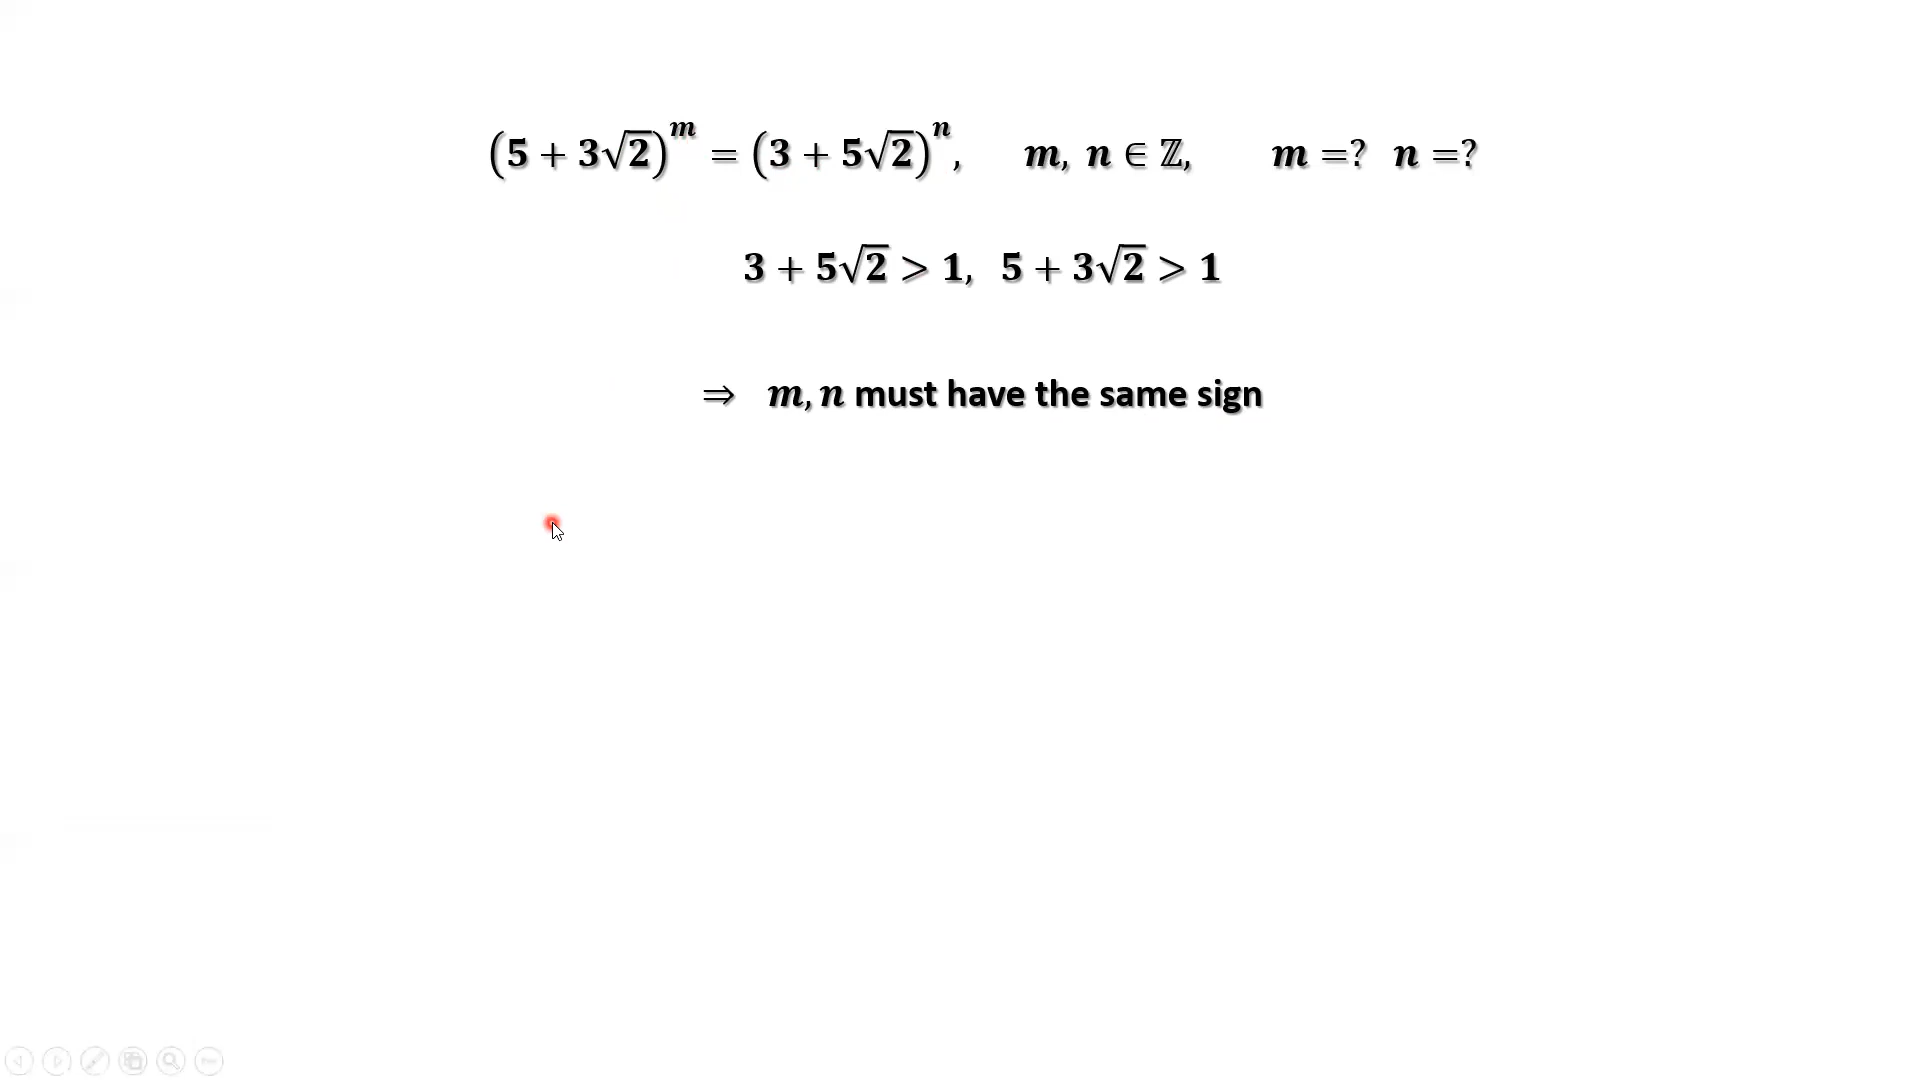 (5 + 3√2)^m = (3 + 5√2)^n, m, n ∈ ℤ, m =? n =?
3 + 5√2 > 1, 5 + 3√2 > 1
⇒ m, n must have the same sign